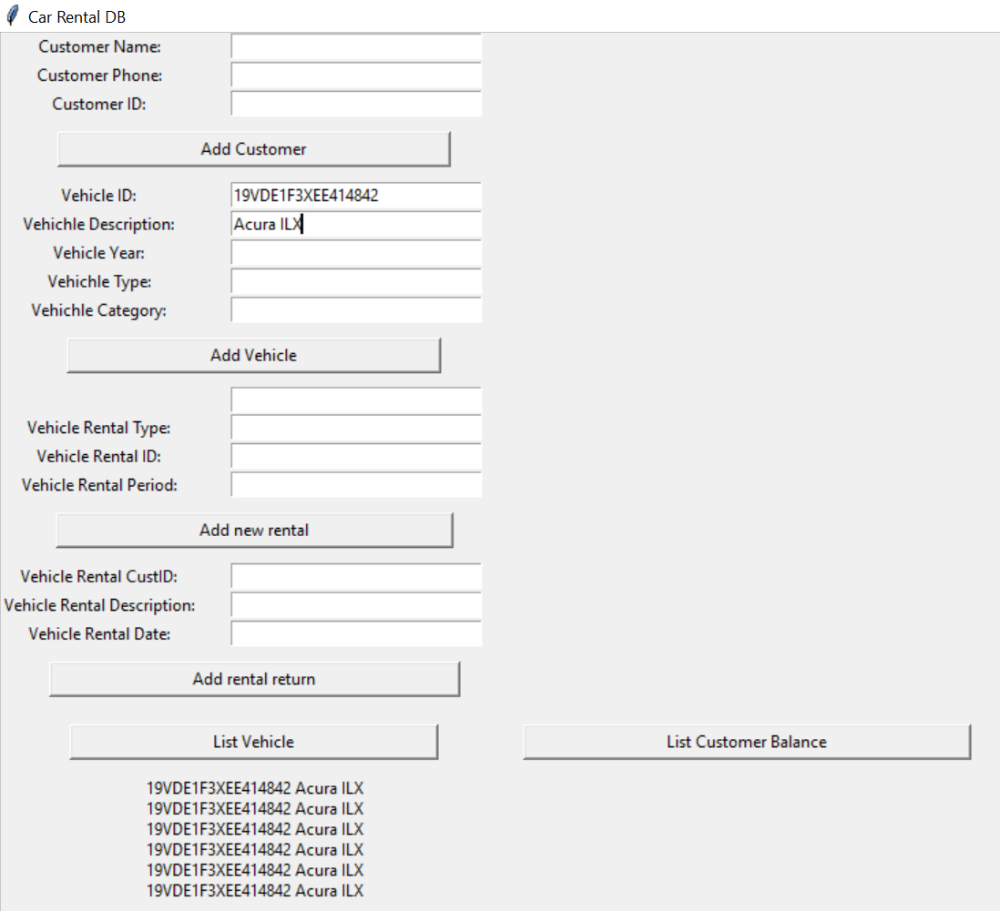 Car Rental DB
Customer Name:
Customer Phone:
Customer ID:
Add Customer
Vehicle ID: 19VDE1F3XEE414842
Vehichle Description: Acura ILX
Vehicle Year:
Vehichle Type:
Vehichle Category:
Add Vehicle
Vehicle Rental Type:
Vehicle Rental ID:
Vehicle Rental Period:
Add new rental
Vehicle Rental CustID:
Vehicle Rental Description:
Vehicle Rental Date:
Add rental return
List Vehicle List Customer Balance
19VDE1F3XEE414842 Acura ILX
19VDE1F3XEE414842 Acura ILX
19VDE1F3XEE414842 Acura ILX
19VDE1F3XEE414842 Acura ILX
19VDE1F3XEE414842 Acura ILX
19VDE1F3XEE414842 Acura ILX